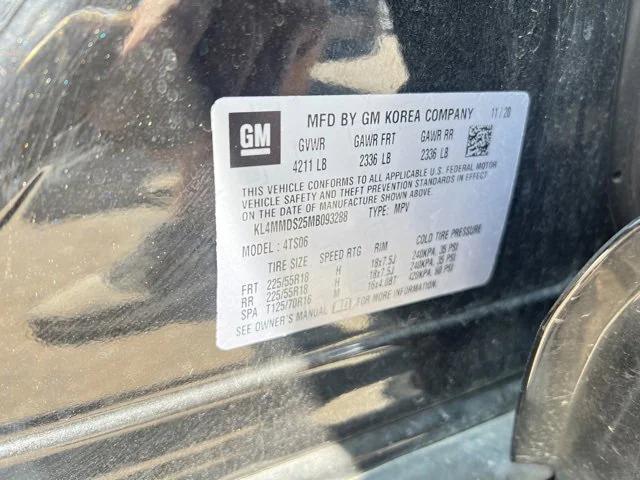 GM
MFD BY GM KOREA COMPANY 11/20
GVWR GAWR FRT GAWR RR
4211 LB 2336 LB 2336 LB
THIS VEHICLE CONFORMS TO ALL APPLICABLE U.S. FEDERAL MOTOR
VEHICLE SAFETY AND THEFT PREVENTION STANDARDS IN EFFECT
ON THE DATE OF MANUFACTURE SHOWN ABOVE.
KL4MMDS25MB093288 TYPE: MPV
MODEL: 4TS06
TIRE SIZE SPEED RTG RIM COLD TIRE PRESSURE
FRT 225/55R18 H 18x7.5J 240KPA, 35 PSI
RR 225/55R18 H 18x7.5J 240KPA, 35 PSI
SPA T125/70R16 M 16x4.0BT 420KPA, 60 PSI
SEE OWNER'S MANUAL FOR MORE INFORMATION.